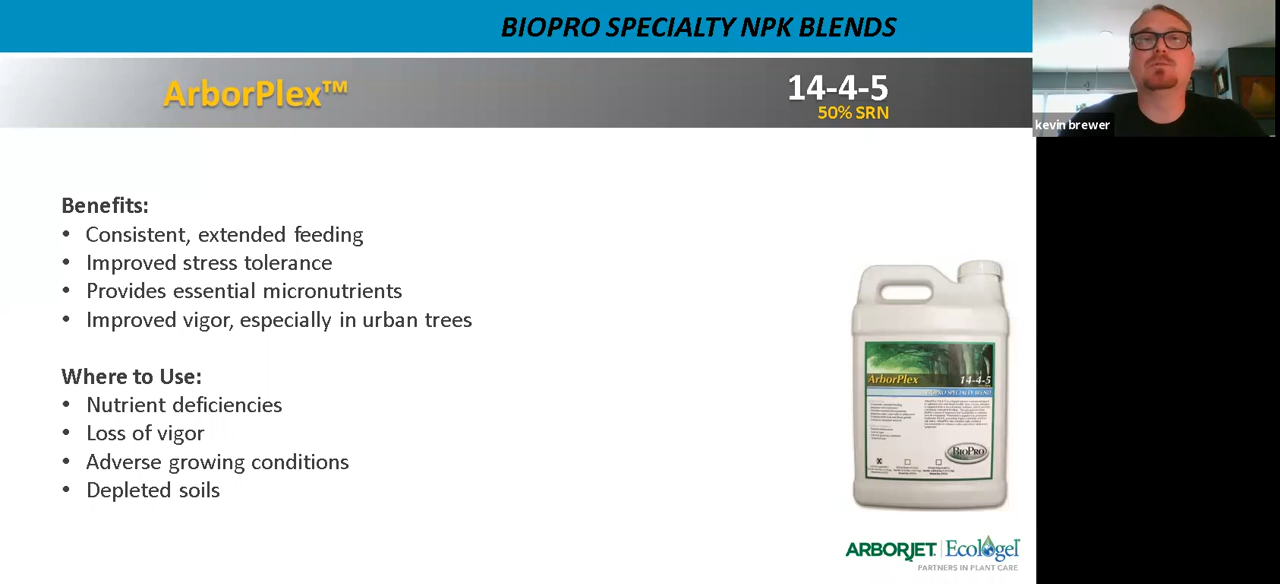 BIOPRO SPECIALTY NPK BLENDS
ArborPlex™
14-4-5
50% SRN
kevin brewer
Benefits:
• Consistent, extended feeding
• Improved stress tolerance
• Provides essential micronutrients
• Improved vigor, especially in urban trees
Where to Use:
• Nutrient deficiencies
• Loss of vigor
• Adverse growing conditions
• Depleted soils
ArborPlex 14-4-5
BIOPRO SPECIALTY BLEND
BIOPRO
ARBORJET | Ecologel
PARTNERS IN PLANT CARE